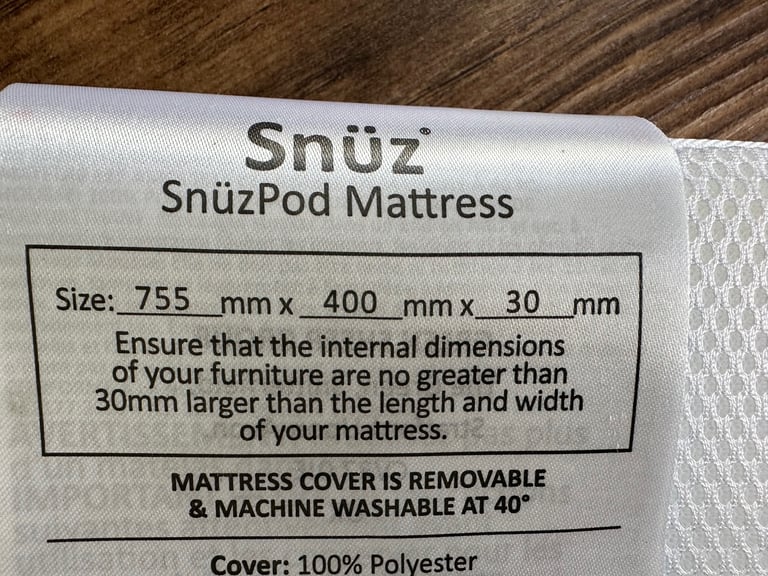 Snüz®
SnüzPod Mattress
Size: 755 mm x 400 mm x 30 mm
Ensure that the internal dimensions
of your furniture are no greater than
30mm larger than the length and width
of your mattress.
MATTRESS COVER IS REMOVABLE
& MACHINE WASHABLE AT 40°
Cover: 100% Polyester